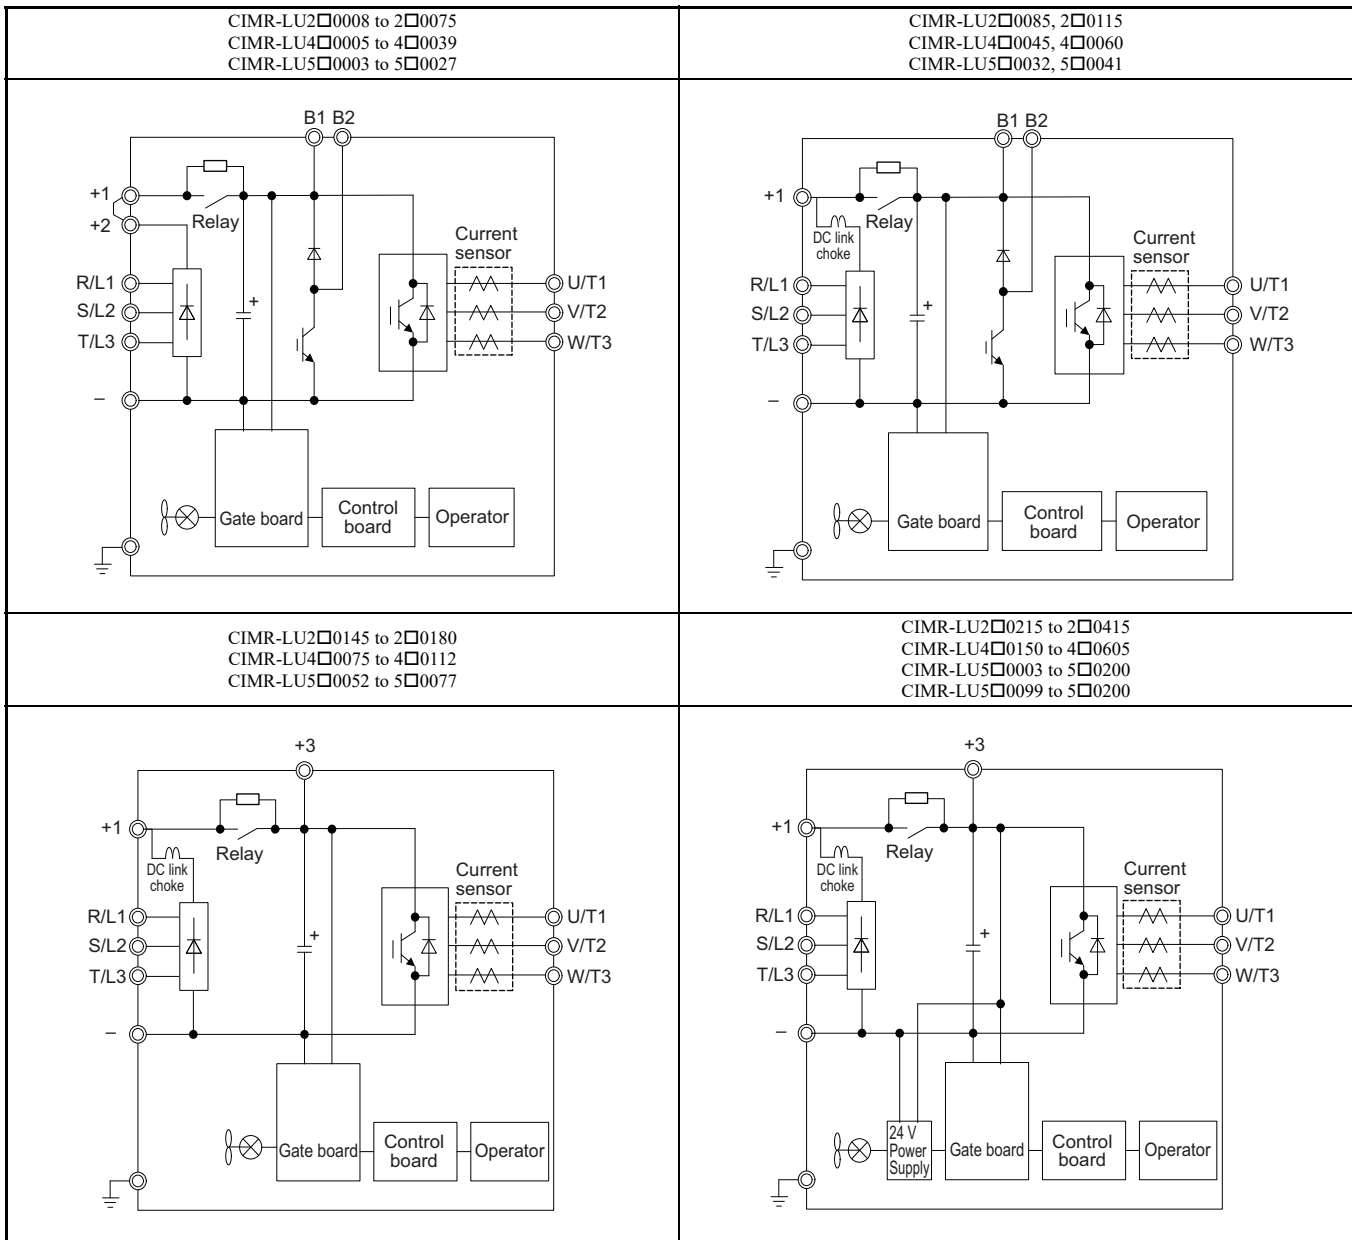 CIMR-LU2□0008 to 2□0075
CIMR-LU4□0005 to 4□0039
CIMR-LU5□0003 to 5□0027
CIMR-LU2□0085, 2□0115
CIMR-LU4□0045, 4□0060
CIMR-LU5□0032, 5□0041
B1 B2
+1
+2
Relay
Current
sensor
R/L1
S/L2
T/L3
+
U/T1
V/T2
W/T3
–
Gate board
Control
board
Operator
B1 B2
+1
Relay
DC link
choke
Current
sensor
R/L1
S/L2
T/L3
+
U/T1
V/T2
W/T3
–
Gate board
Control
board
Operator
CIMR-LU2□0145 to 2□0180
CIMR-LU4□0075 to 4□0112
CIMR-LU5□0052 to 5□0077
CIMR-LU2□0215 to 2□0415
CIMR-LU4□0150 to 4□0605
CIMR-LU5□0003 to 5□0200
CIMR-LU5□0099 to 5□0200
+3
+1
Relay
DC link
choke
Current
sensor
R/L1
S/L2
T/L3
+
U/T1
V/T2
W/T3
–
Gate board
Control
board
Operator
+3
+1
Relay
DC link
choke
Current
sensor
R/L1
S/L2
T/L3
+
U/T1
V/T2
W/T3
–
24 V
Power
Supply
Gate board
Control
board
Operator